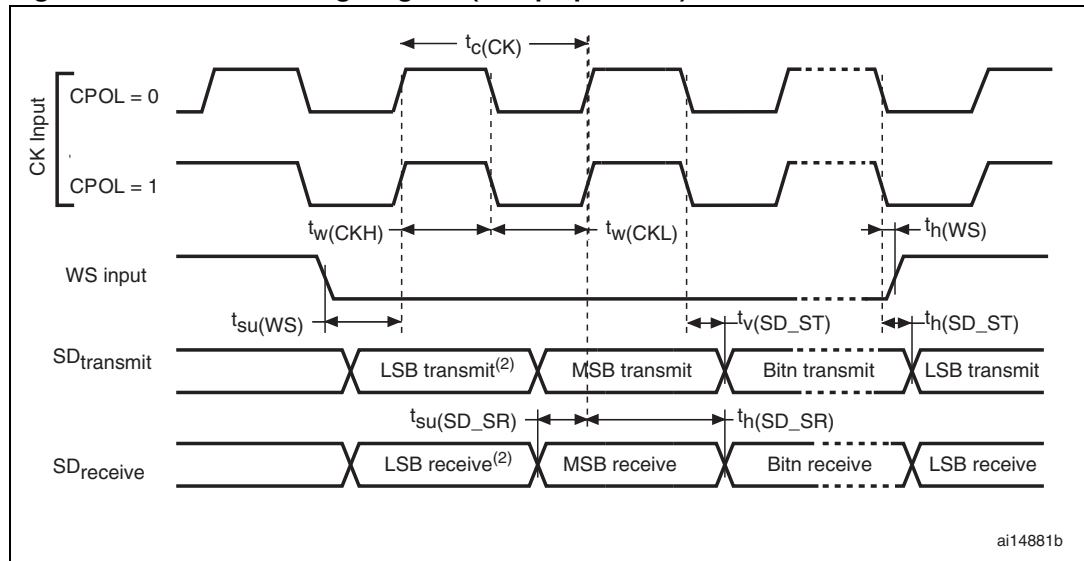 tc(CK)
CK Input
CPOL = 0
CPOL = 1
tw(CKH)
tw(CKL)
th(WS)
WS input
tsu(WS)
tv(SD_ST)
th(SD_ST)
SDtransmit
LSB transmit(2)
MSB transmit
Bitn transmit
LSB transmit
tsu(SD_SR)
th(SD_SR)
SDreceive
LSB receive(2)
MSB receive
Bitn receive
LSB receive
ai14881b